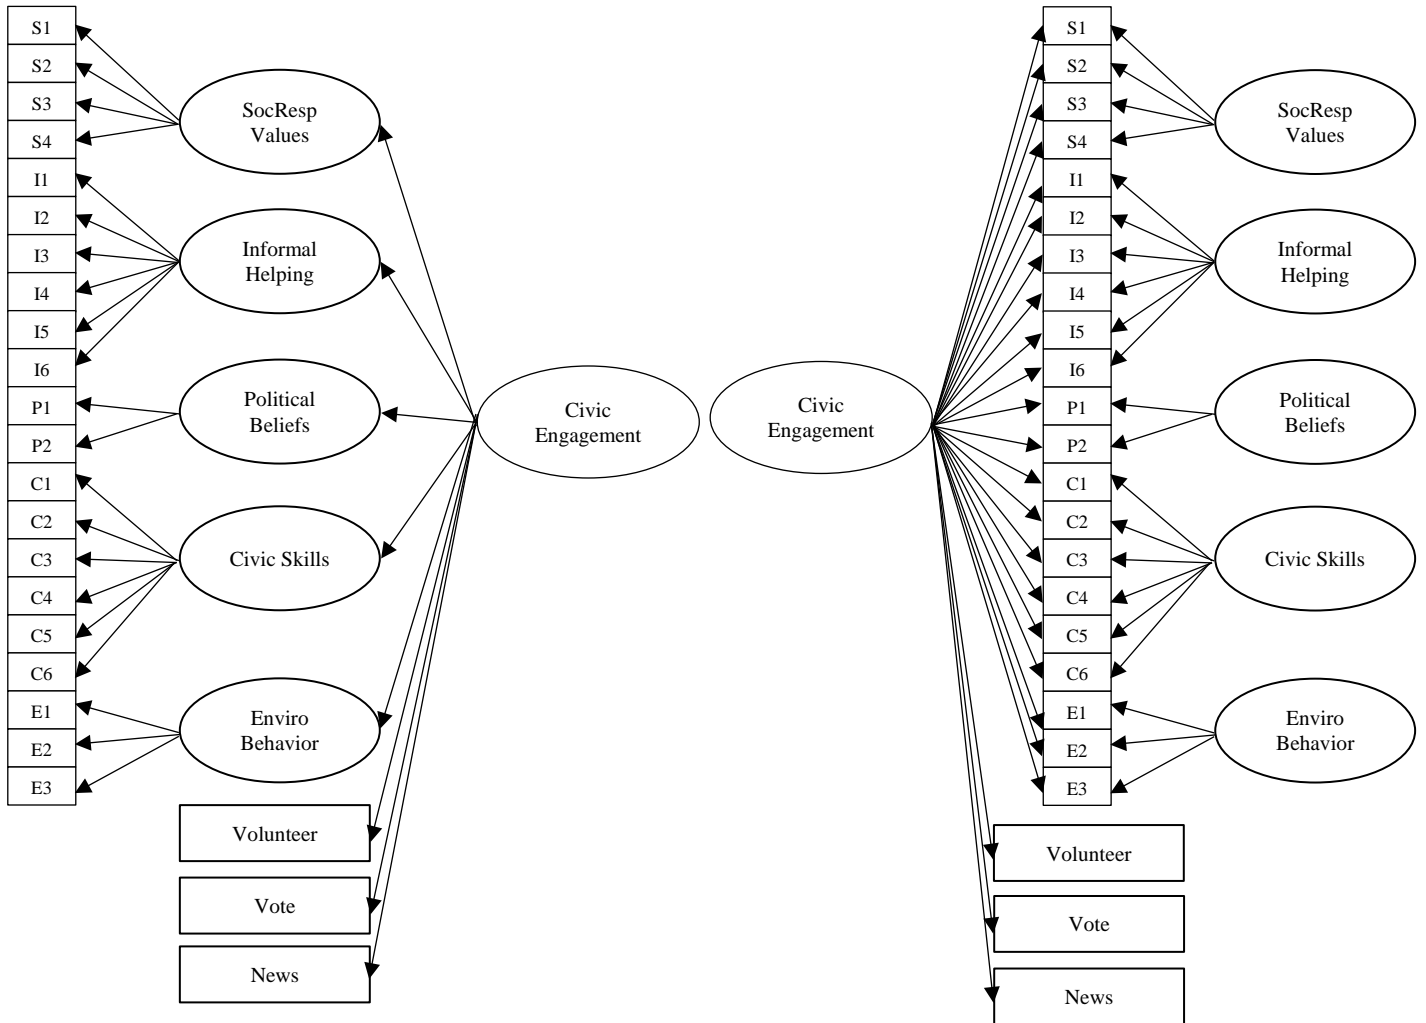 S1
S2
S3
S4
I1
I2
I3
I4
I5
I6
P1
P2
C1
C2
C3
C4
C5
C6
E1
E2
E3
SocResp
Values
Informal
Helping
Political
Beliefs
Civic Skills
Enviro
Behavior
Volunteer
Vote
News
Civic
Engagement
Civic
Engagement
S1
S2
S3
S4
I1
I2
I3
I4
I5
I6
P1
P2
C1
C2
C3
C4
C5
C6
E1
E2
E3
Volunteer
Vote
News
SocResp
Values
Informal
Helping
Political
Beliefs
Civic Skills
Enviro
Behavior